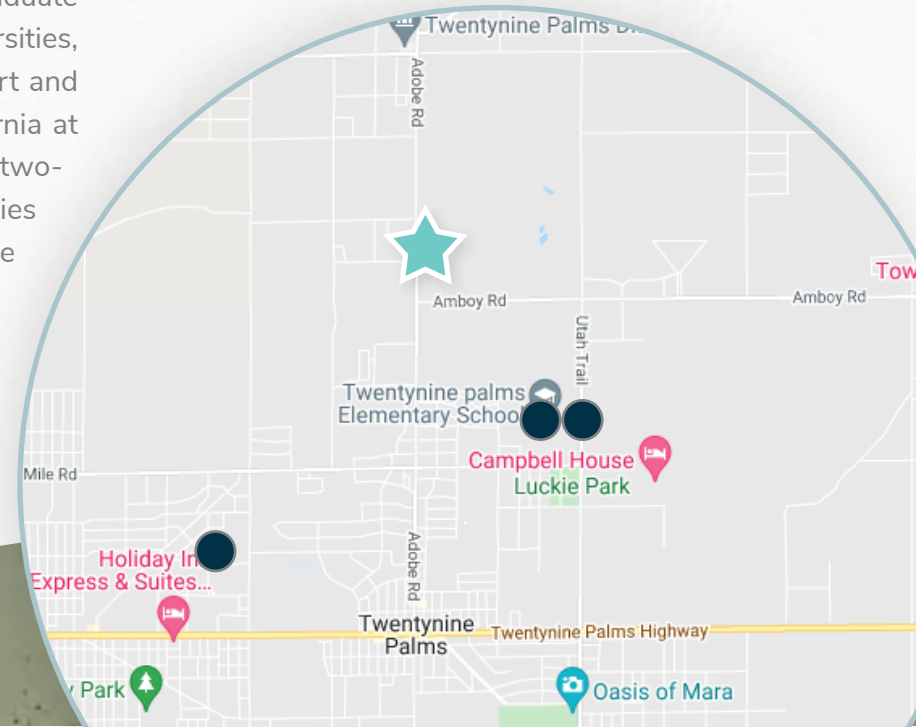 rsities,
rt and
rnia at
two-
ies
e
Twentynine Palms
Adobe Rd
Amboy Rd
Amboy Rd
Tow
Utah Trail
Twentynine palms
Elementary School
Campbell House
Luckie Park
Mile Rd
Adobe Rd
Holiday In
Express & Suites...
Twentynine
Palms
Twentynine Palms Highway
Park
Oasis of Mara